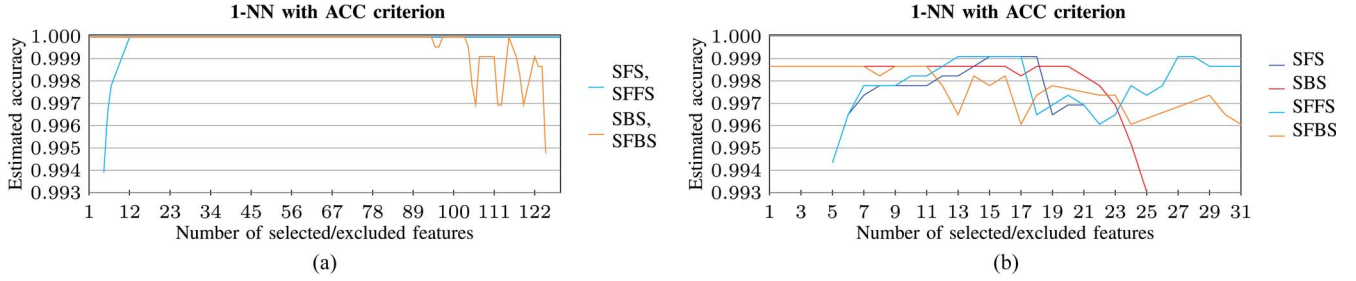 1-NN with ACC criterion
Estimated accuracy
1.000
0.999
0.998
0.997
0.996
0.995
0.994
0.993
1 12 23 34 45 56 67 78 89 100 111 122
Number of selected/excluded features
SFS,
SFFS
SBS,
SFBS
(a)
1-NN with ACC criterion
Estimated accuracy
1.000
0.999
0.998
0.997
0.996
0.995
0.994
0.993
1 3 5 7 9 11 13 15 17 19 21 23 25 27 29 31
Number of selected/excluded features
SFS
SBS
SFFS
SFBS
(b)